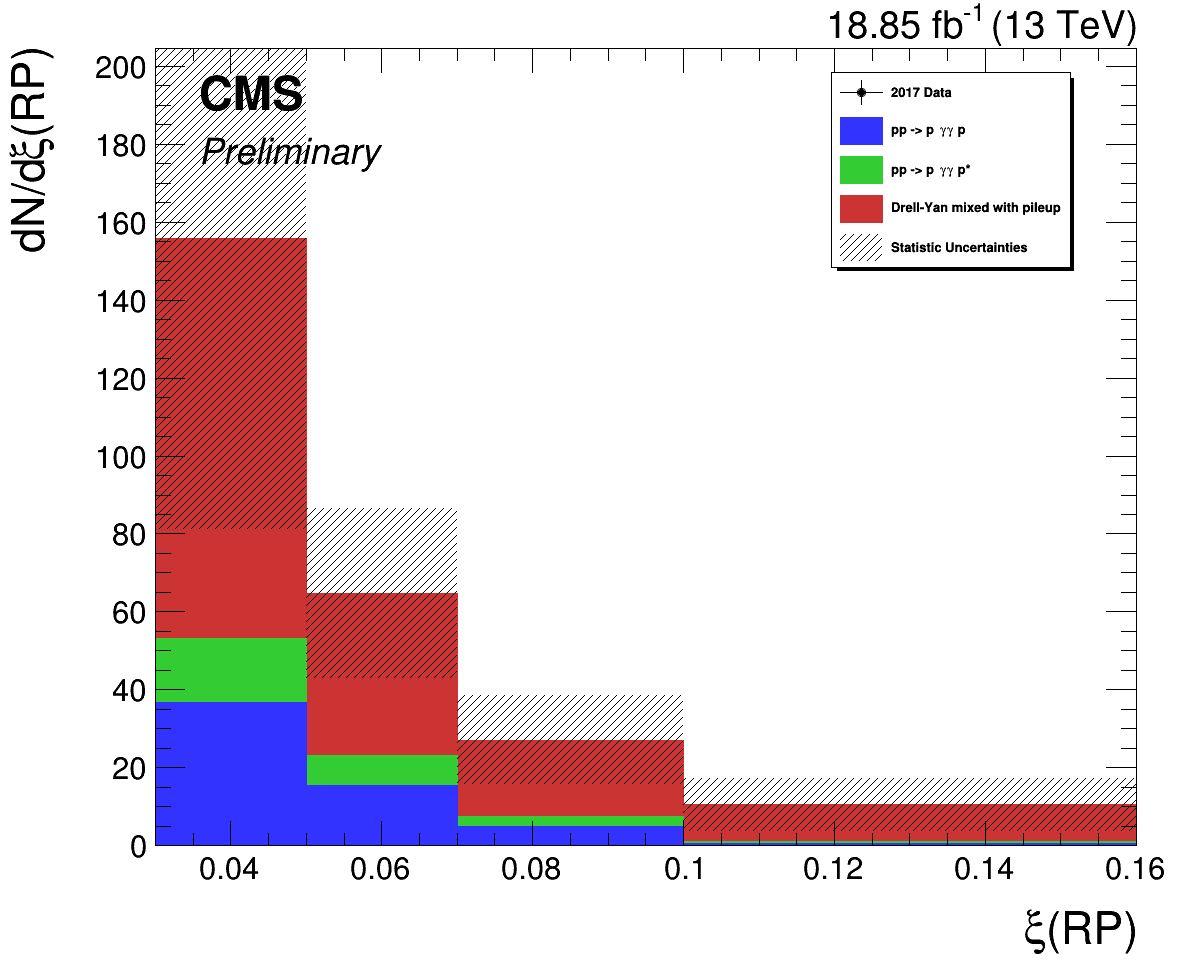 18.85 fb⁻¹ (13 TeV)
dN/dξ(RP)
CMS
Preliminary
2017 Data
pp -> p γγ p
pp -> p γγ p*
Drell-Yan mixed with pileup
Statistic Uncertainties
200
180
160
140
120
100
80
60
40
20
0
0.04 0.06 0.08 0.1 0.12 0.14 0.16
ξ(RP)